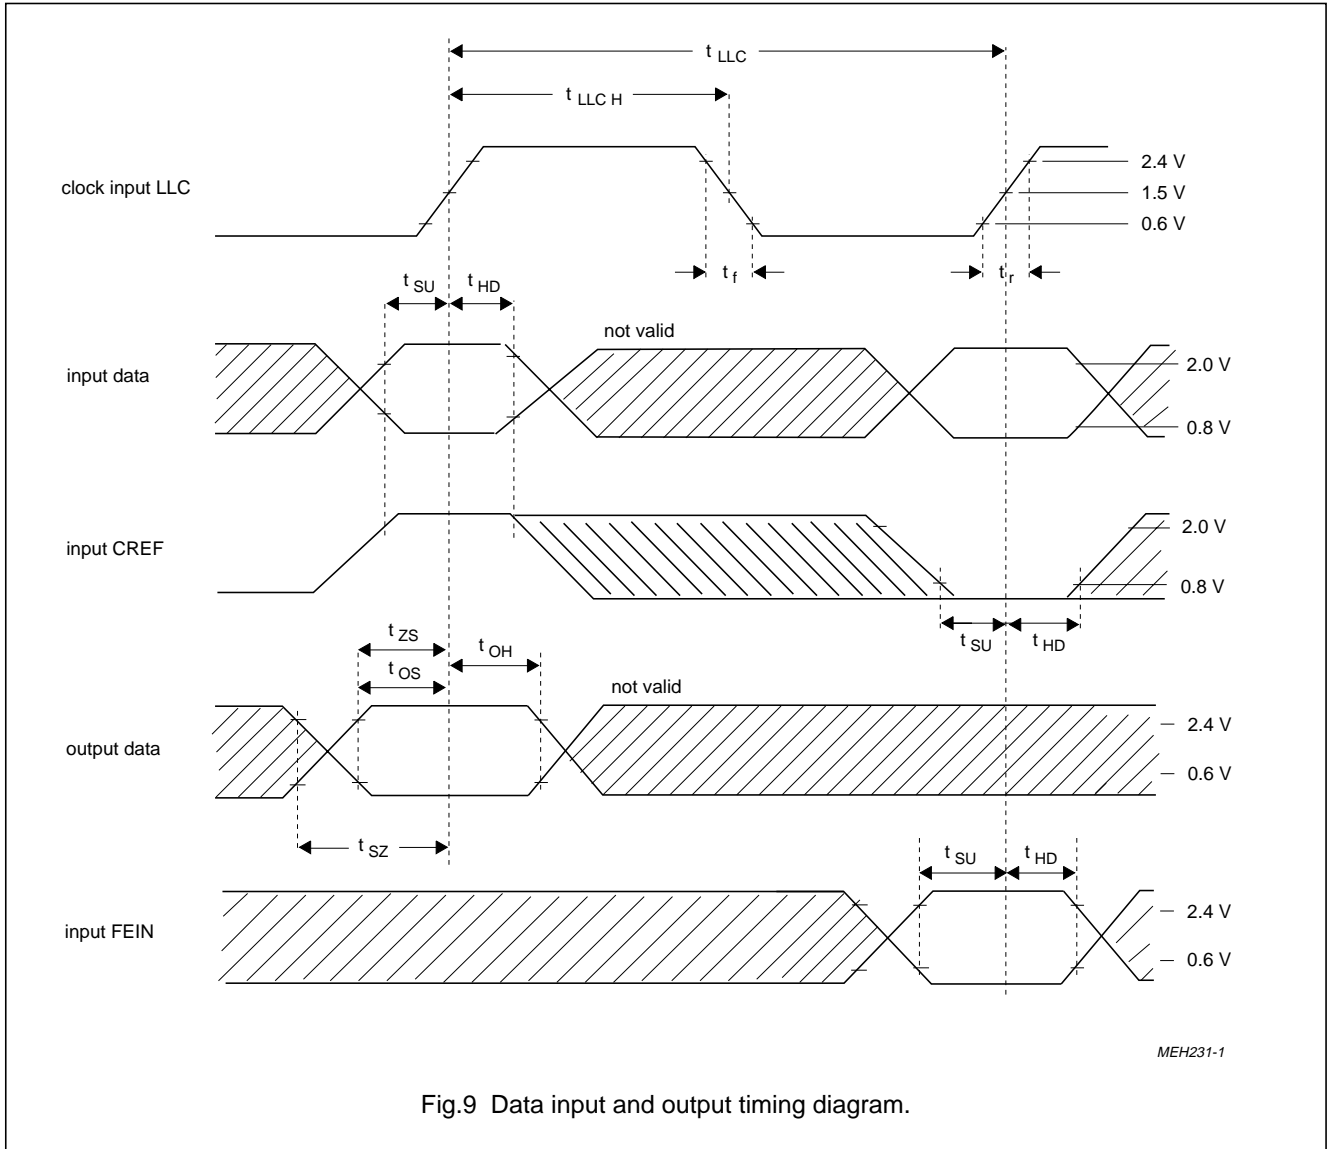 t LLC
t LLC H
clock input LLC
2.4 V
1.5 V
0.6 V
t f
t r
t SU
t HD
not valid
input data
2.0 V
0.8 V
input CREF
2.0 V
0.8 V
t SU
t HD
t ZS
t OH
t OS
not valid
output data
2.4 V
0.6 V
t SZ
t SU
t HD
input FEIN
2.4 V
0.6 V
MEH231-1
Fig.9 Data input and output timing diagram.